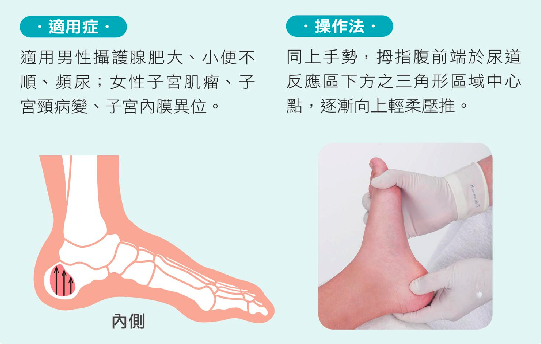 · 適用症 ·
適用男性攝護腺肥大、小便不
順、頻尿；女性子宮肌瘤、子
宮頸病變、子宮內膜異位。
· 操作法 ·
同上手勢，拇指腹前端於尿道
反應區下方之三角形區域中心
點，逐漸向上輕柔壓推。
內側